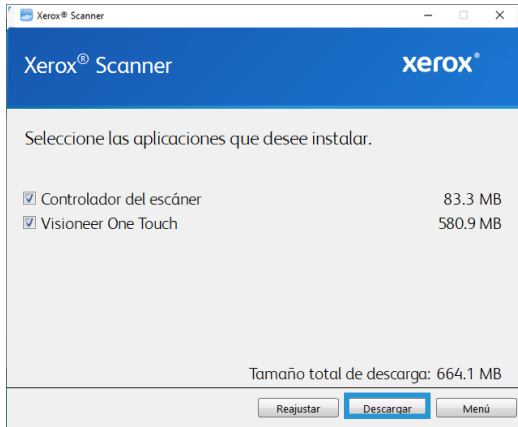 Xerox® Scanner
Xerox® Scanner
xerox®
Seleccione las aplicaciones que desee instalar.
Controlador del escáner 83.3 MB
Visioneer One Touch 580.9 MB
Tamaño total de descarga: 664.1 MB
Reajustar Descargar Menú